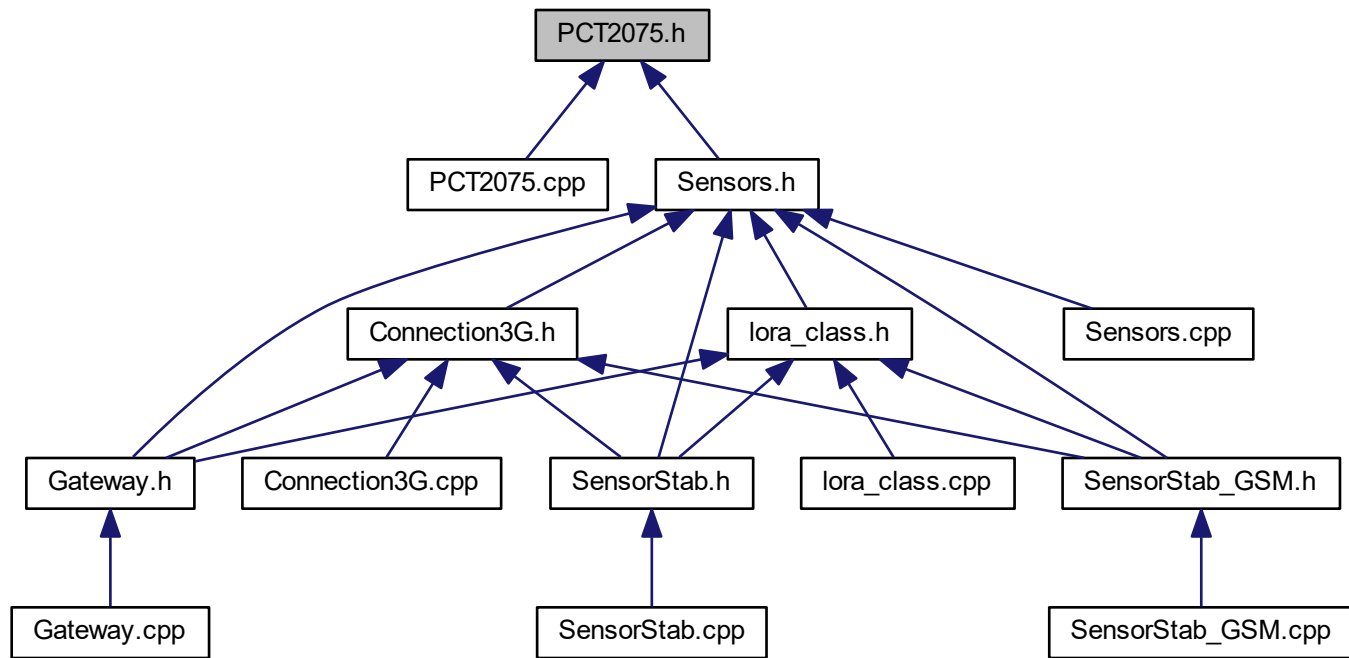 PCT2075.h
PCT2075.cpp
Sensors.h
Connection3G.h
lora_class.h
Sensors.cpp
Gateway.h
Connection3G.cpp
SensorStab.h
lora_class.cpp
SensorStab_GSM.h
Gateway.cpp
SensorStab.cpp
SensorStab_GSM.cpp